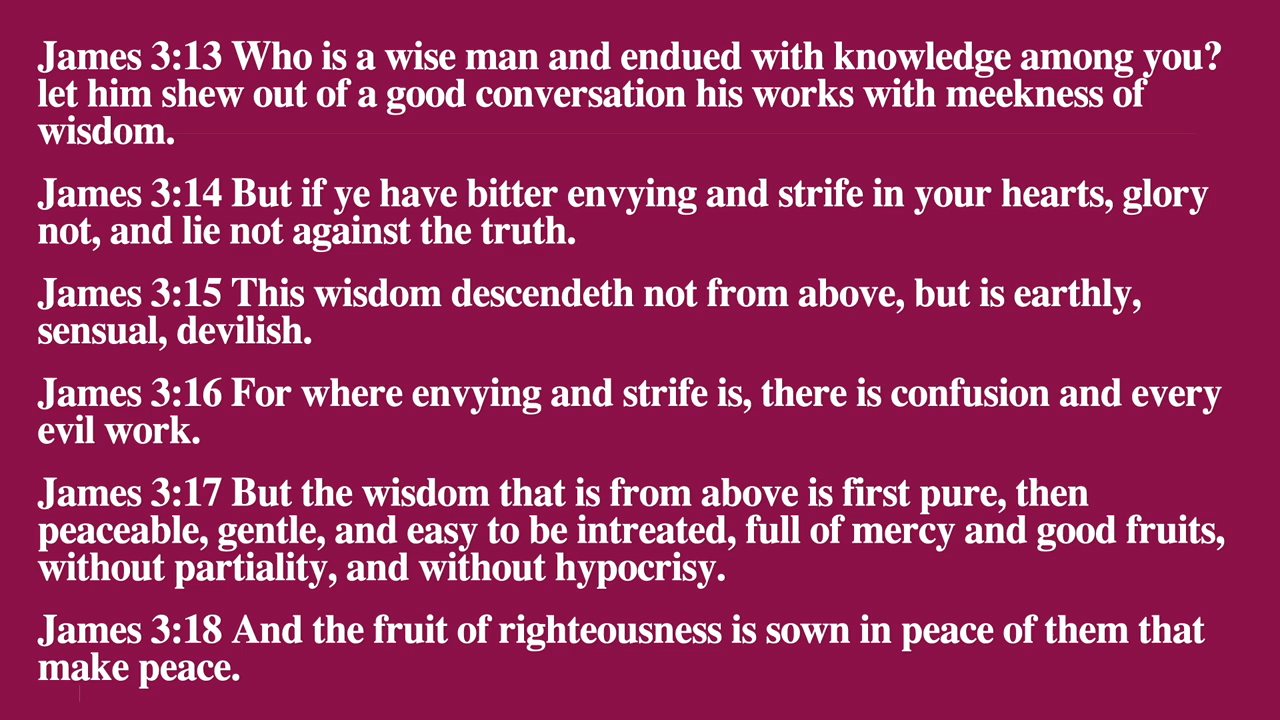 James 3:13 Who is a wise man and endued with knowledge among you?
let him shew out of a good conversation his works with meekness of
wisdom.
James 3:14 But if ye have bitter envying and strife in your hearts, glory
not, and lie not against the truth.
James 3:15 This wisdom descendeth not from above, but is earthly,
sensual, devilish.
James 3:16 For where envying and strife is, there is confusion and every
evil work.
James 3:17 But the wisdom that is from above is first pure, then
peaceable, gentle, and easy to be intreated, full of mercy and good fruits,
without partiality, and without hypocrisy.
James 3:18 And the fruit of righteousness is sown in peace of them that
make peace.